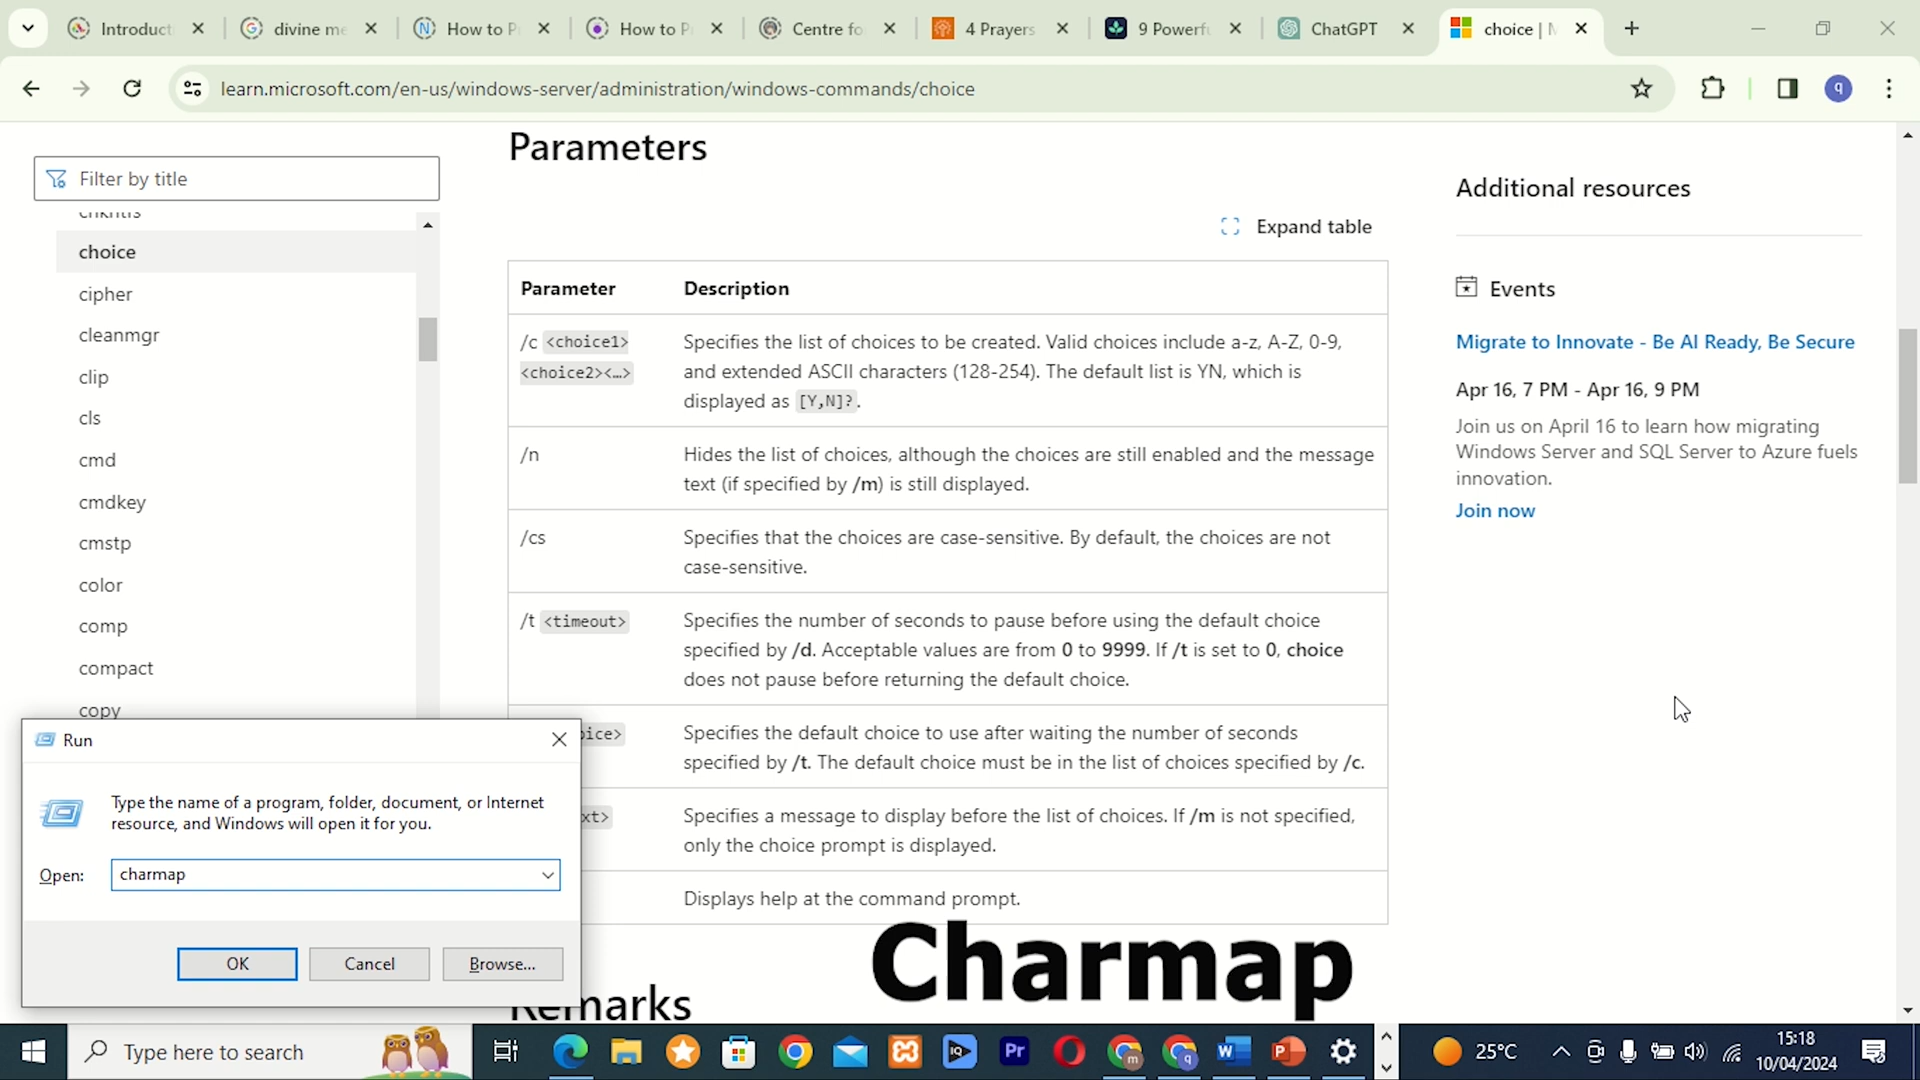 Introduct
divine me
How to P
How to P
Centre fo
4 Prayers
9 Powerfu
ChatGPT
choice | M
learn.microsoft.com/en-us/windows-server/administration/windows-commands/choice
q
Filter by title
chkntfs
choice
cipher
cleanmgr
clip
cls
cmd
cmdkey
cmstp
color
comp
compact
copy
Parameters
Expand table
Parameter Description
/c <choice1> Specifies the list of choices to be created. Valid choices include a-z, A-Z, 0-9,
<choice2><…> and extended ASCII characters (128-254). The default list is YN, which is
displayed as [Y,N]?.
/n Hides the list of choices, although the choices are still enabled and the message
text (if specified by /m) is still displayed.
/cs Specifies that the choices are case-sensitive. By default, the choices are not
case-sensitive.
/t <timeout> Specifies the number of seconds to pause before using the default choice
specified by /d. Acceptable values are from 0 to 9999. If /t is set to 0, choice
does not pause before returning the default choice.
oice> Specifies the default choice to use after waiting the number of seconds
specified by /t. The default choice must be in the list of choices specified by /c.
xt> Specifies a message to display before the list of choices. If /m is not specified,
only the choice prompt is displayed.
Displays help at the command prompt.
Remarks
Additional resources
Events
Migrate to Innovate - Be AI Ready, Be Secure
Apr 16, 7 PM - Apr 16, 9 PM
Join us on April 16 to learn how migrating
Windows Server and SQL Server to Azure fuels
innovation.
Join now
Run
Type the name of a program, folder, document, or Internet
resource, and Windows will open it for you.
Open: charmap
OK Cancel Browse...
Charmap
Type here to search
IQ
Pr
m
q
W
P
25°C
15:18
10/04/2024